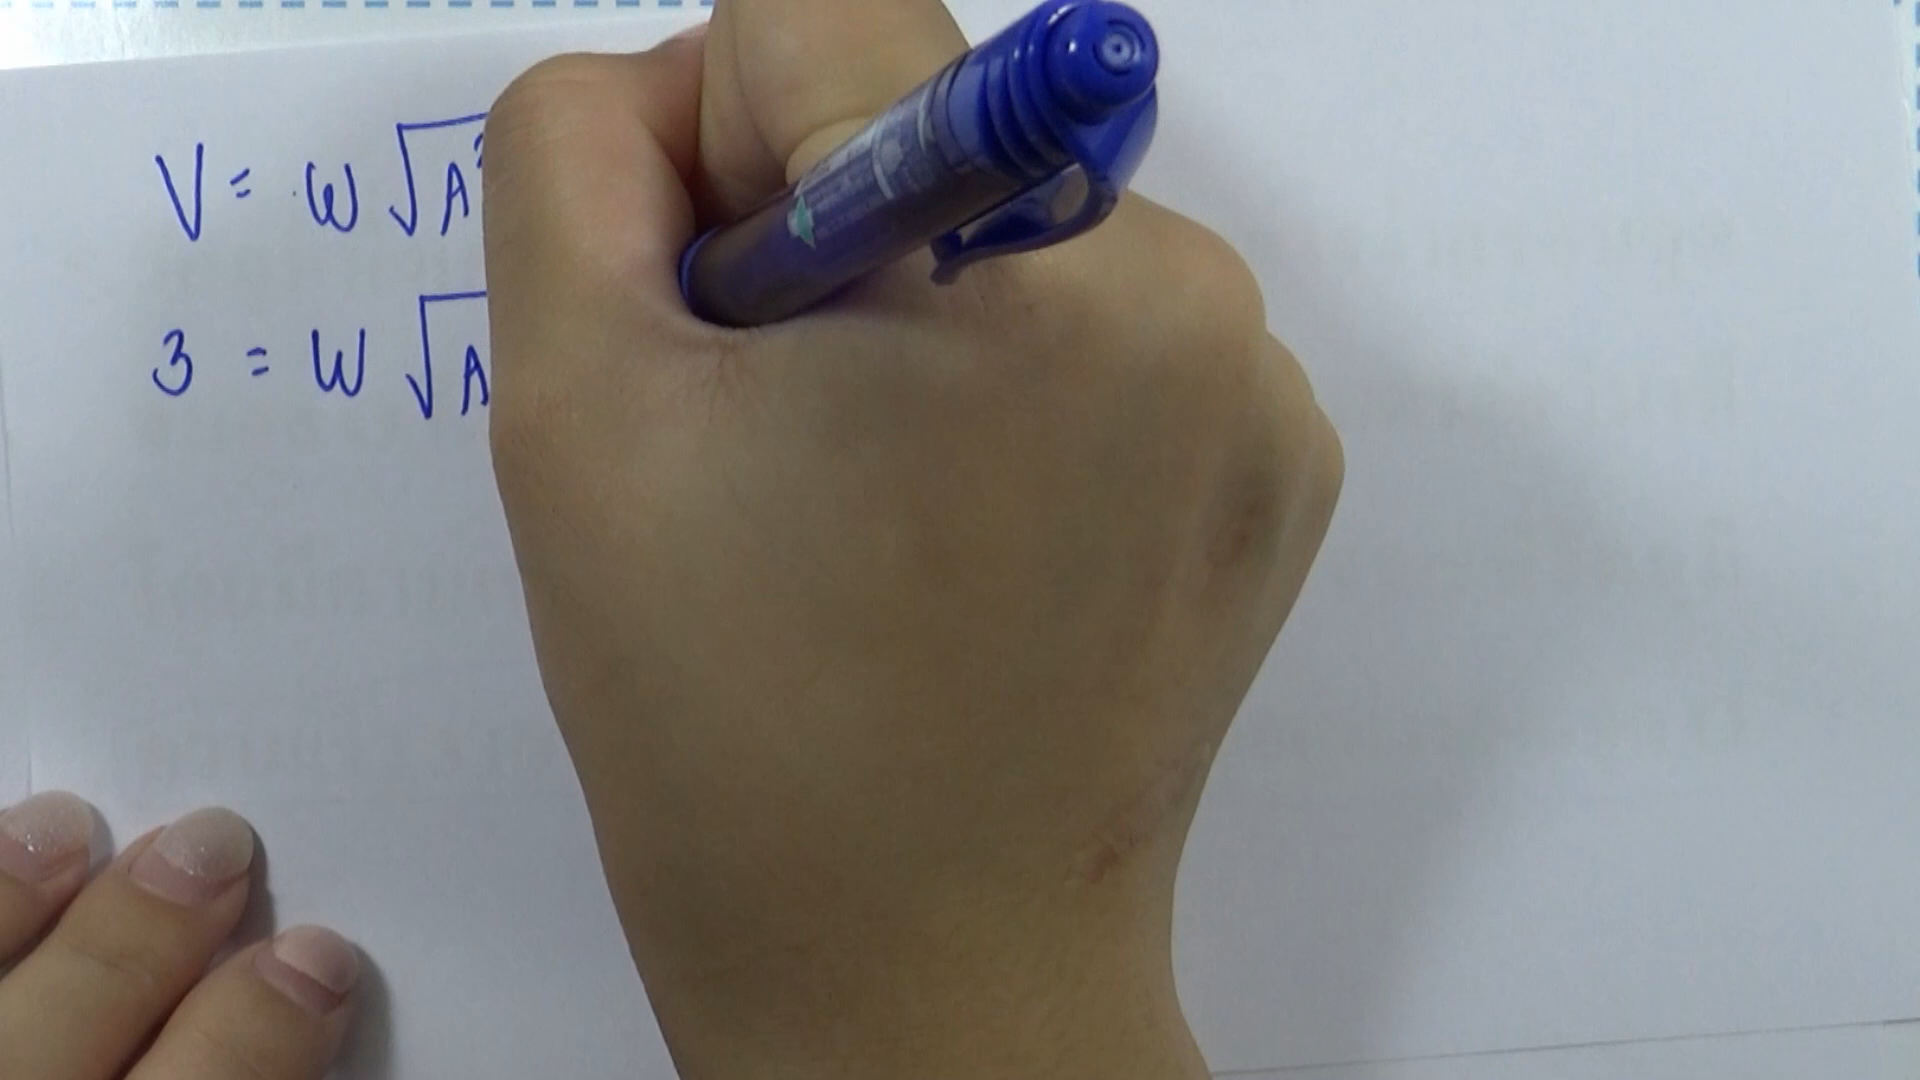 V = W √A²
3 = W √A